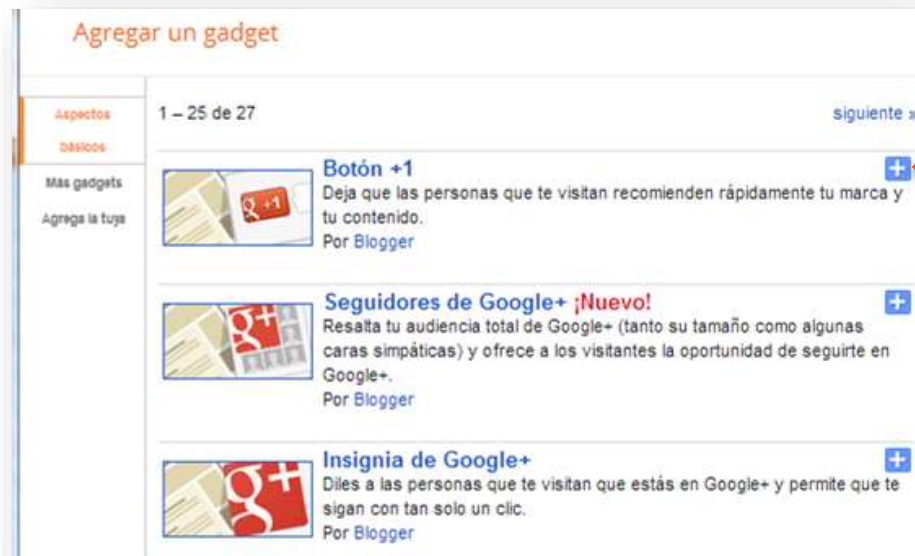 Agregar un gadget
Aspectos
básicos
Más gadgets
Agrega la tuya
1 – 25 de 27
siguiente »
Botón +1
Deja que las personas que te visitan recomienden rápidamente tu marca y
tu contenido.
Por Blogger
g +1
Seguidores de Google+ ¡Nuevo!
Resalta tu audiencia total de Google+ (tanto su tamaño como algunas
caras simpáticas) y ofrece a los visitantes la oportunidad de seguirte en
Google+.
Por Blogger
g+
Insignia de Google+
Diles a las personas que te visitan que estás en Google+ y permite que te
sigan con tan solo un clic.
Por Blogger
g+